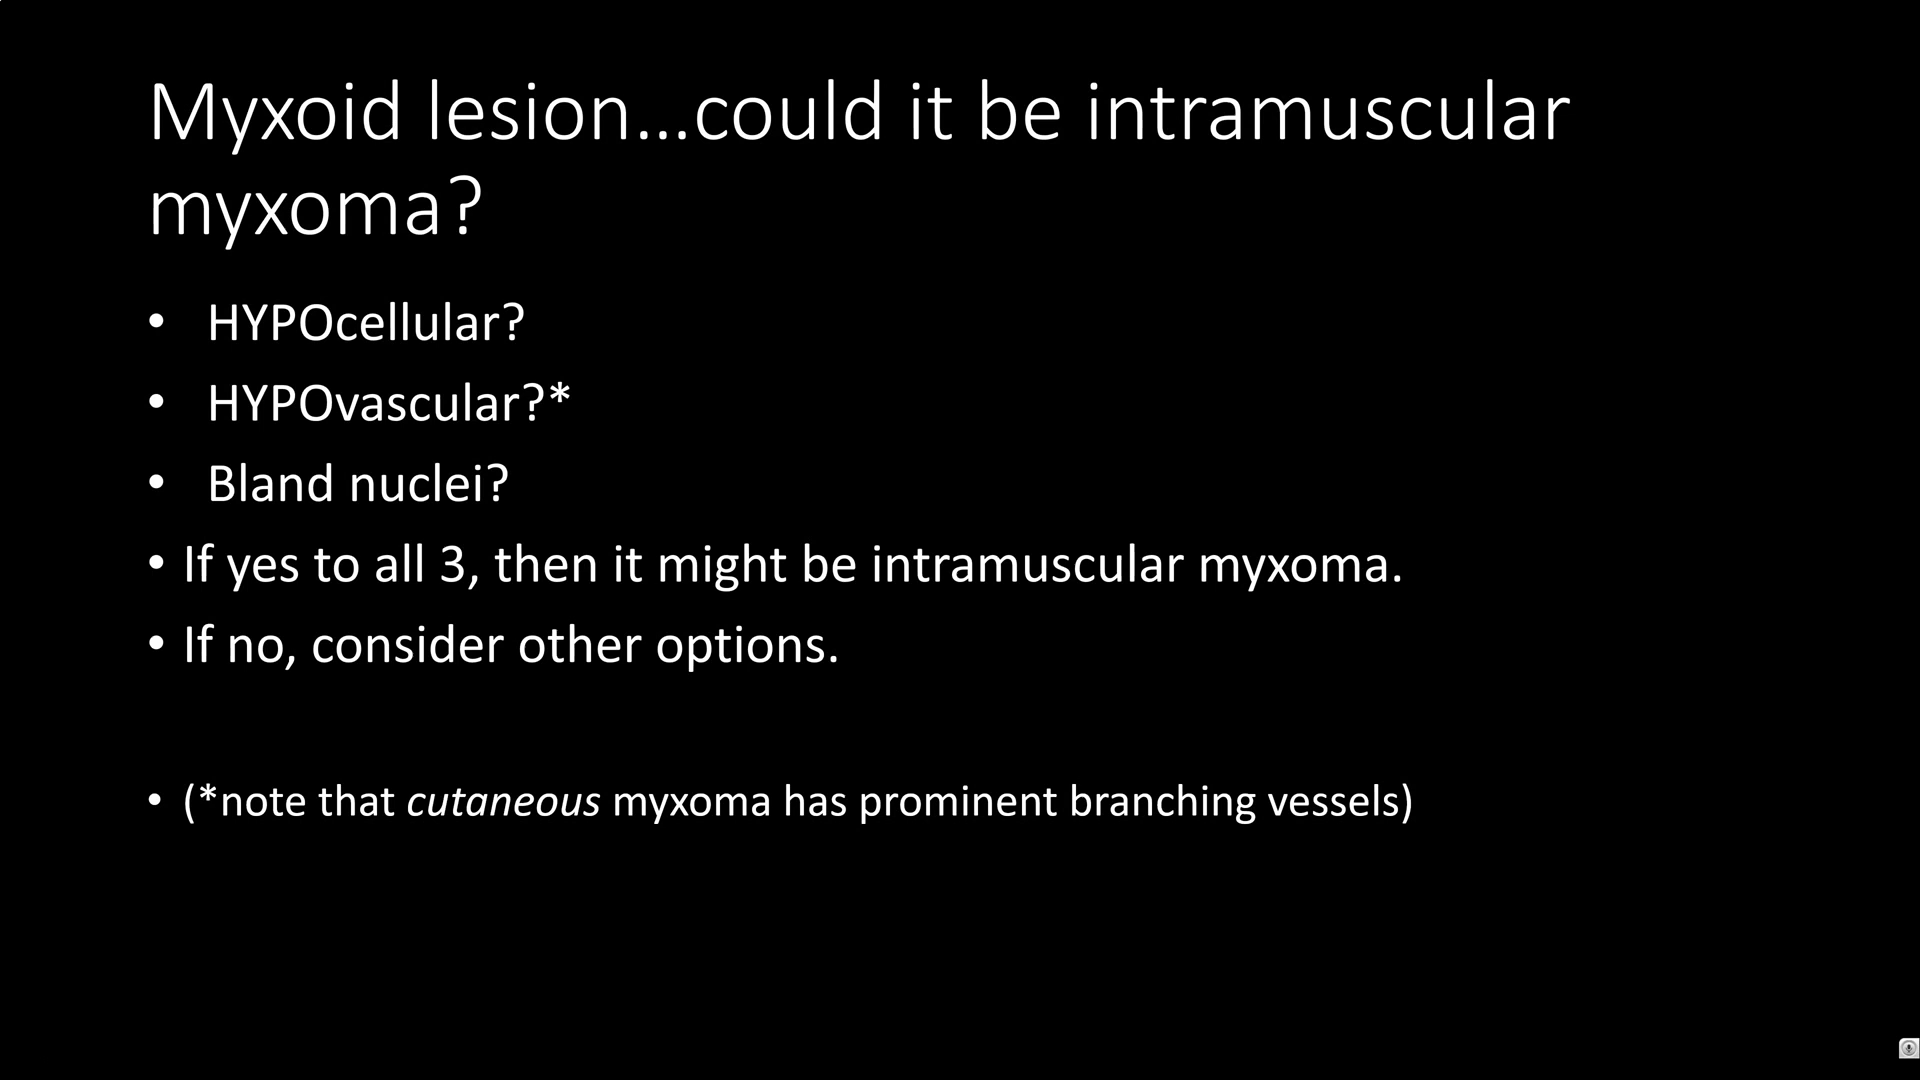 Myxoid lesion...could it be intramuscular
myxoma?
• HYPOcellular?
• HYPOvascular?*
• Bland nuclei?
• If yes to all 3, then it might be intramuscular myxoma.
• If no, consider other options.
• (*note that cutaneous myxoma has prominent branching vessels)